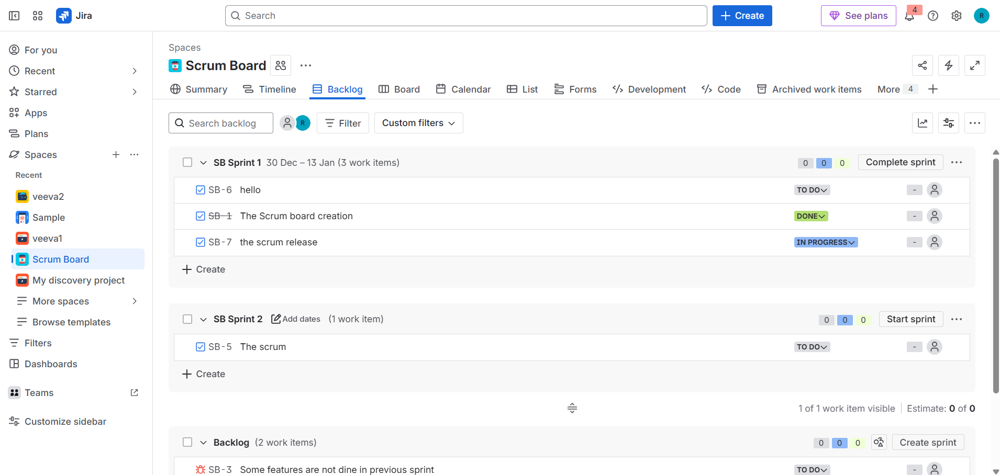 Jira
Search
Create
See plans
4
R
For you
Recent
Starred
Apps
Plans
Spaces
Recent
veeva2
Sample
veeva1
Scrum Board
My discovery project
More spaces
Browse templates
Filters
Dashboards
Teams
Customize sidebar
Spaces
Scrum Board
Summary Timeline Backlog Board Calendar List Forms Development Code Archived work items More 4
Search backlog R Filter Custom filters
SB Sprint 1 30 Dec – 13 Jan (3 work items) 0 0 0 Complete sprint
SB-6 hello TO DO -
SB-1 The Scrum board creation DONE -
SB-7 the scrum release IN PROGRESS -
Create
SB Sprint 2 Add dates (1 work item) 0 0 0 Start sprint
SB-5 The scrum TO DO -
Create
1 of 1 work item visible Estimate: 0 of 0
Backlog (2 work items) 0 0 0 Create sprint
SB-3 Some features are not dine in previous sprint TO DO -